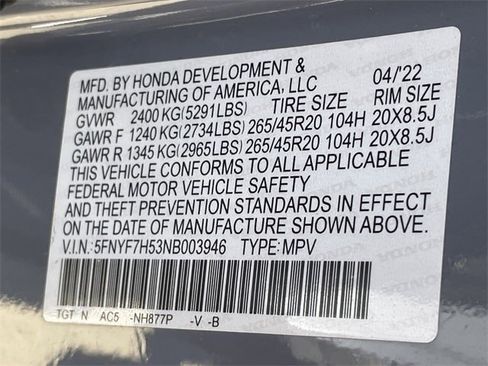 MFD. BY HONDA DEVELOPMENT & 04/'22
MANUFACTURING OF AMERICA, LLC
GVWR 2400 KG(5291LBS) TIRE SIZE RIM SIZE
GAWR F 1240 KG(2734LBS) 265/45R20 104H 20X8.5J
GAWR R 1345 KG(2965LBS) 265/45R20 104H 20X8.5J
THIS VEHICLE CONFORMS TO ALL APPLICABLE
FEDERAL MOTOR VEHICLE SAFETY
AND THEFT PREVENTION STANDARDS IN
EFFECT ON THE DATE OF MANUFACTURE SHOWN ABOVE.
V.I.N.: 5FNYF7H53NB003946 TYPE: MPV
TGT N AC5 -NH877P -V -B